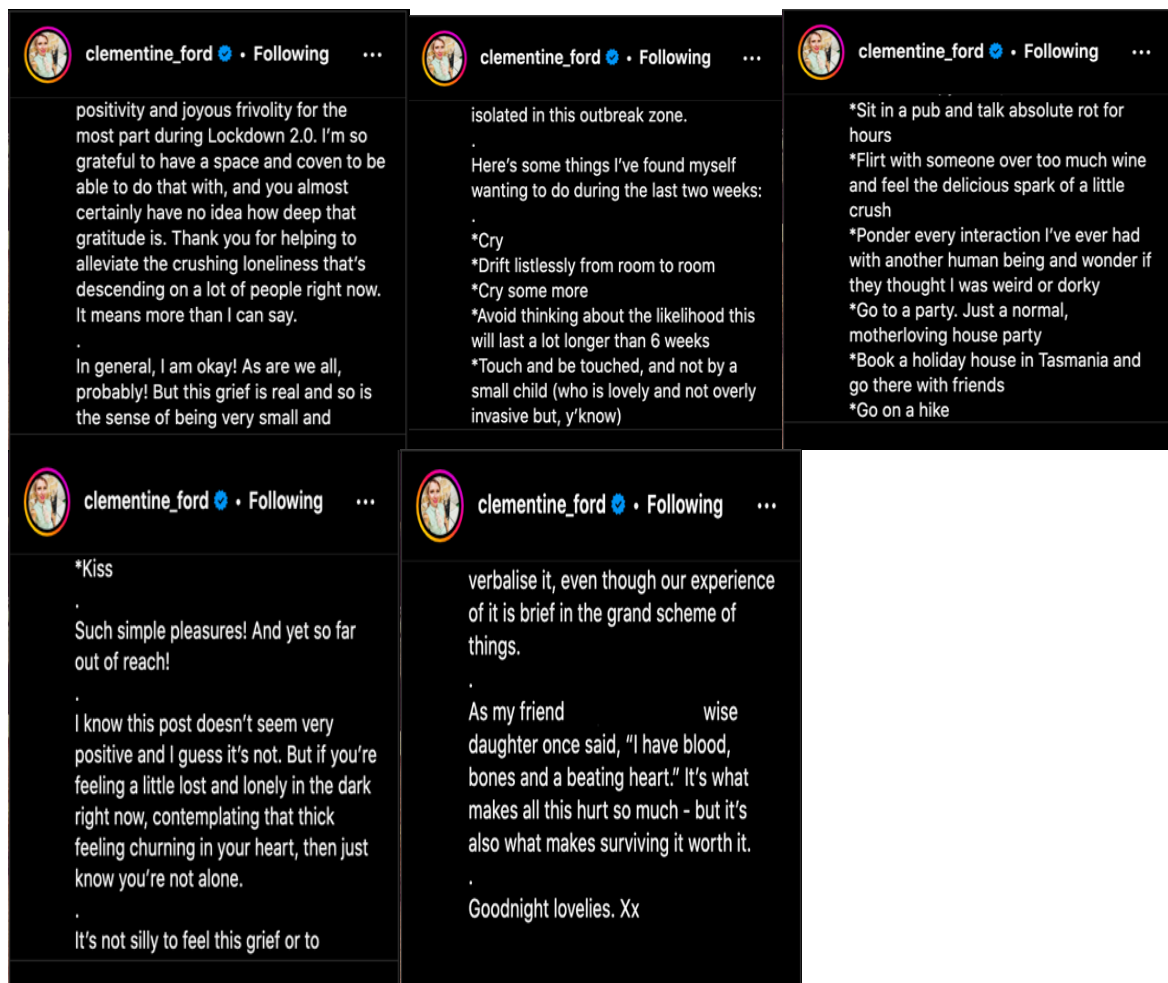 clementine_ford • Following •••
positivity and joyous frivolity for the
most part during Lockdown 2.0. I’m so
grateful to have a space and coven to be
able to do that with, and you almost
certainly have no idea how deep that
gratitude is. Thank you for helping to
alleviate the crushing loneliness that’s
descending on a lot of people right now.
It means more than I can say.
.
In general, I am okay! As are we all,
probably! But this grief is real and so is
the sense of being very small and
clementine_ford • Following •••
isolated in this outbreak zone.
.
Here’s some things I’ve found myself
wanting to do during the last two weeks:
.
*Cry
*Drift listlessly from room to room
*Cry some more
*Avoid thinking about the likelihood this
will last a lot longer than 6 weeks
*Touch and be touched, and not by a
small child (who is lovely and not overly
invasive but, y’know)
clementine_ford • Following •••
*Sit in a pub and talk absolute rot for
hours
*Flirt with someone over too much wine
and feel the delicious spark of a little
crush
*Ponder every interaction I’ve ever had
with another human being and wonder if
they thought I was weird or dorky
*Go to a party. Just a normal,
motherloving house party
*Book a holiday house in Tasmania and
go there with friends
*Go on a hike
clementine_ford • Following •••
*Kiss
.
Such simple pleasures! And yet so far
out of reach!
.
I know this post doesn’t seem very
positive and I guess it’s not. But if you’re
feeling a little lost and lonely in the dark
right now, contemplating that thick
feeling churning in your heart, then just
know you’re not alone.
.
It’s not silly to feel this grief or to
clementine_ford • Following •••
verbalise it, even though our experience
of it is brief in the grand scheme of
things.
.
As my friend wise
daughter once said, “I have blood,
bones and a beating heart.” It’s what
makes all this hurt so much - but it’s
also what makes surviving it worth it.
.
Goodnight lovelies. Xx